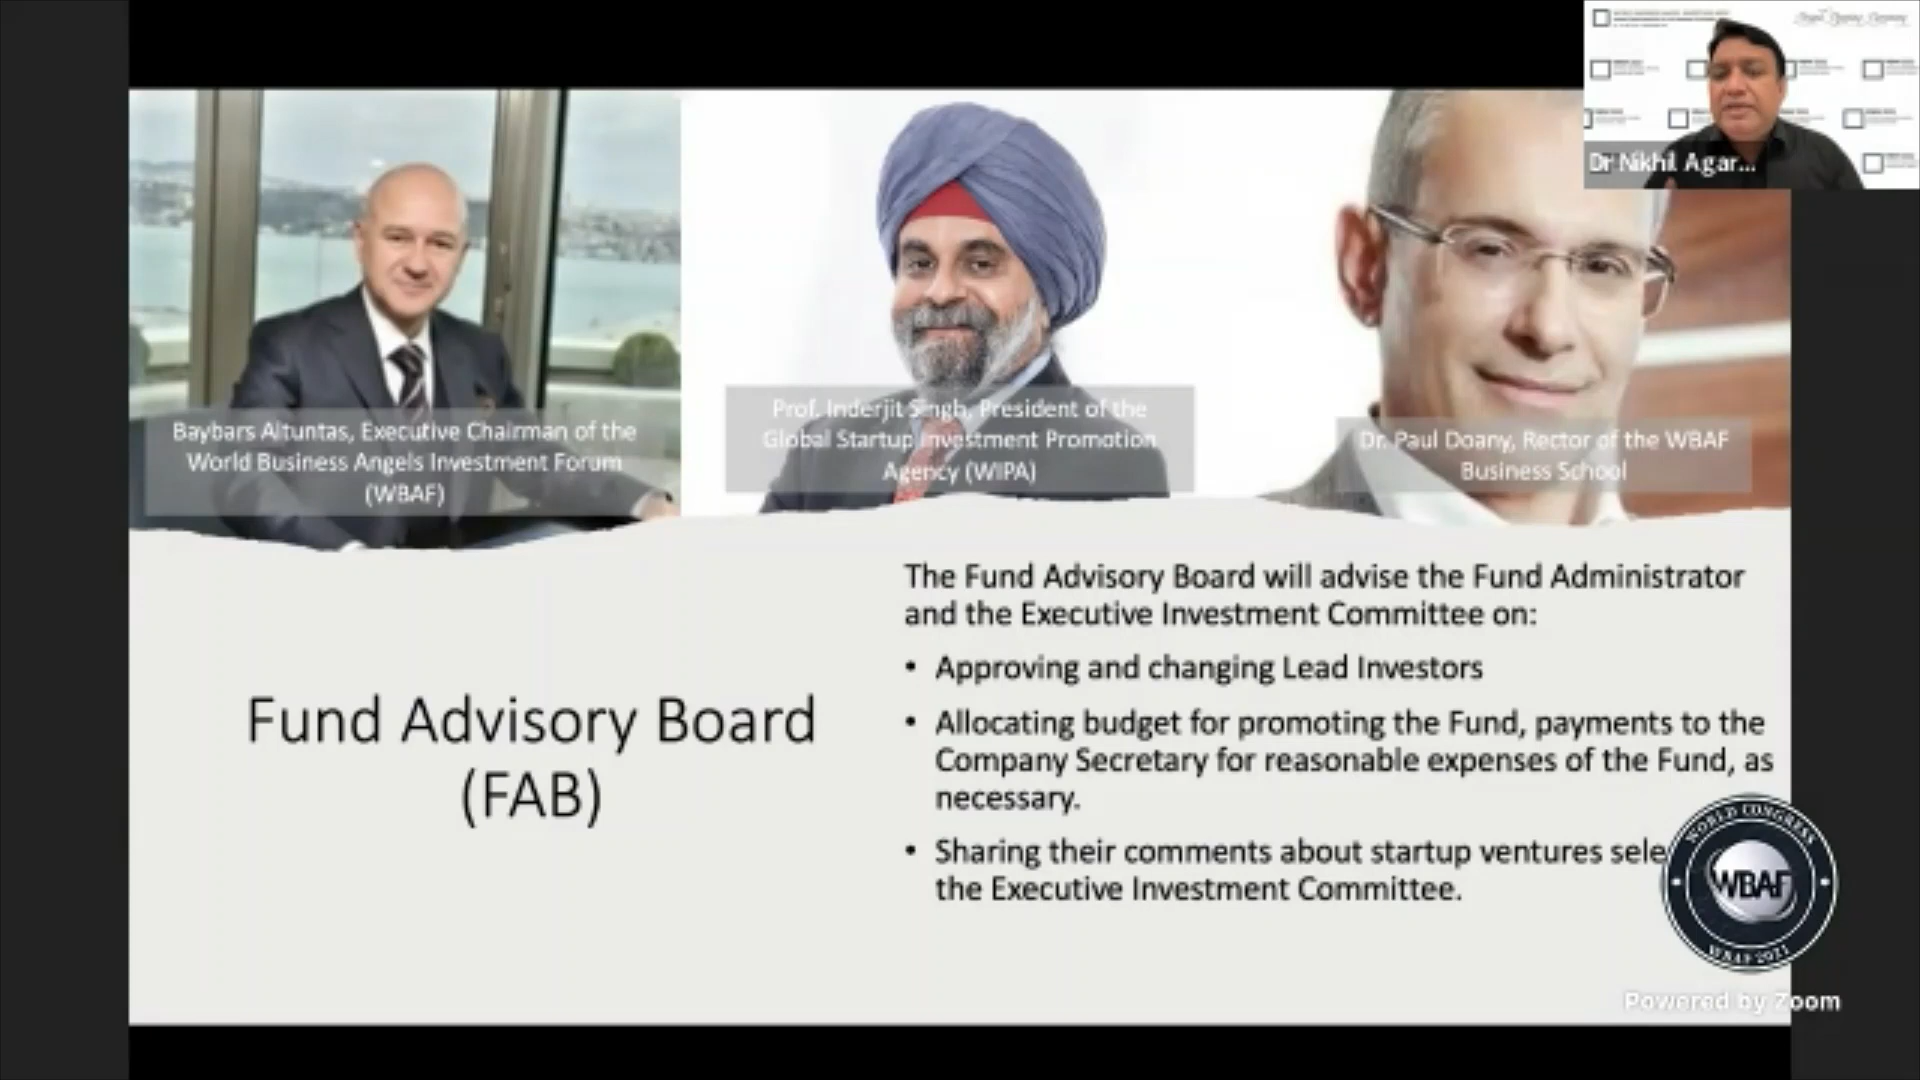 Dr Nikhil Agar...
Baybars Altuntas, Executive Chairman of the
World Business Angels Investment Forum
(WBAF)
Prof. Inderjit Singh, President of the
Global Startup Investment Promotion
Agency (WIPA)
Dr. Paul Doany, Rector of the WBAF
Business School
Fund Advisory Board
(FAB)
The Fund Advisory Board will advise the Fund Administrator
and the Executive Investment Committee on:
• Approving and changing Lead Investors
• Allocating budget for promoting the Fund, payments to the
Company Secretary for reasonable expenses of the Fund, as
necessary.
• Sharing their comments about startup ventures sele
the Executive Investment Committee.
WORLD CONGRESS
WBAF
WBAF 2021
Powered by Zoom